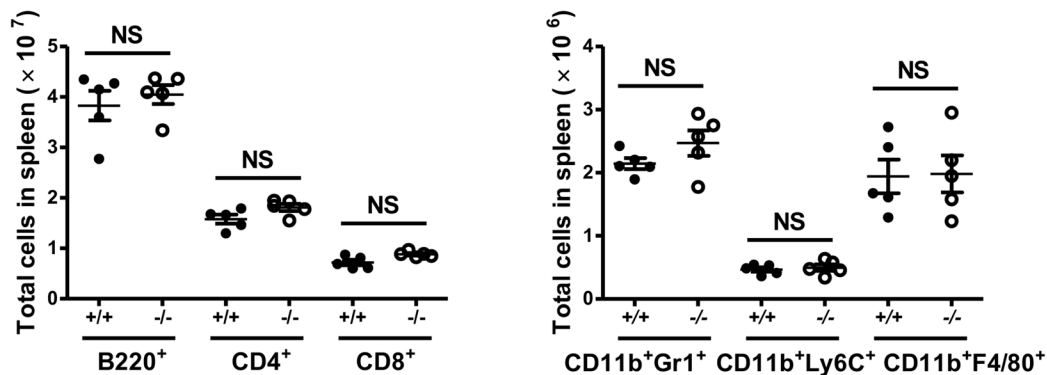 Total cells in spleen ( × 10⁷)
5
4
3
2
1
0
NS
NS
NS
+/+ -/- +/+ -/- +/+ -/-
B220⁺ CD4⁺ CD8⁺
Total cells in spleen ( × 10⁶)
4
3
2
1
0
NS
NS
NS
+/+ -/- +/+ -/- +/+ -/-
CD11b⁺Gr1⁺ CD11b⁺Ly6C⁺ CD11b⁺F4/80⁺